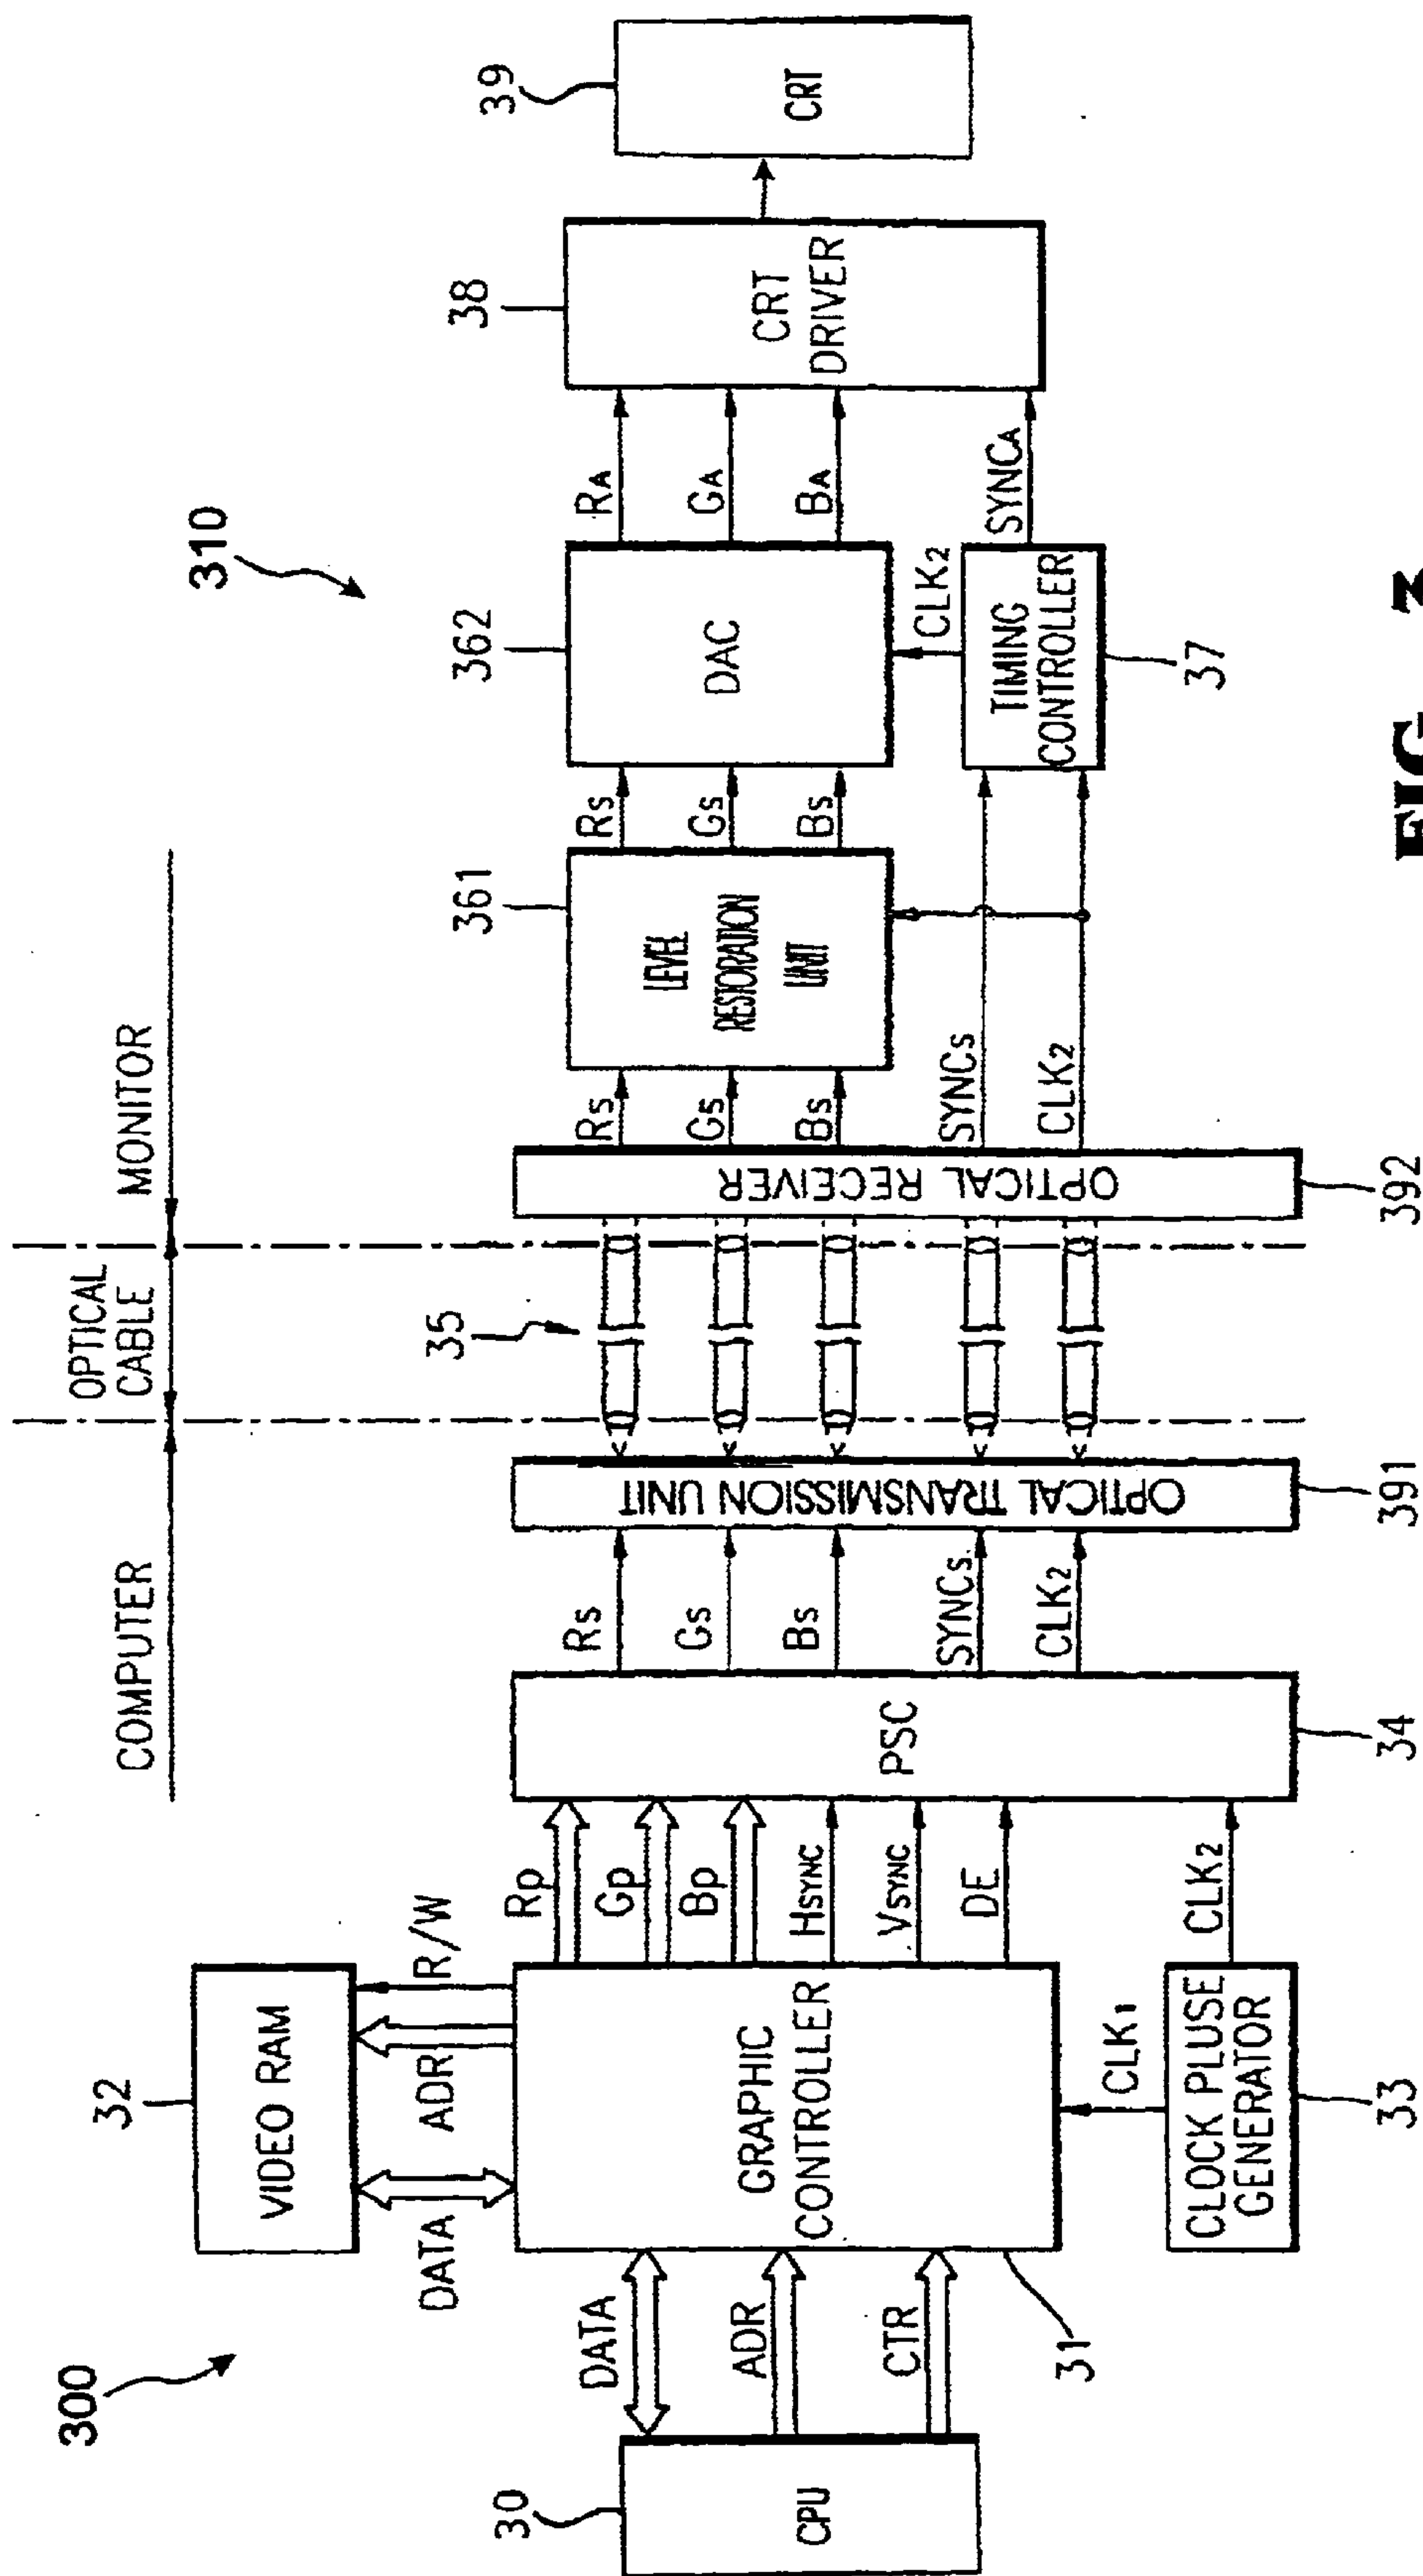 COMPUTER
OPTICAL
CABLE
MONITOR
300
310
32
VIDEO RAM
DATA
ADR
R/W
30
CPU
DATA
ADR
CTR
GRAPHIC
CONTROLLER
31
CLK1
CLOCK PLUSE
GENERATOR
33
Rp
Gp
Bp
HSYNC
VSYNC
DE
CLK2
PSC
34
Rs
Gs
Bs
SYNCs
CLK2
OPTICAL TRANSMISSION UNIT
391
35
OPTICAL RECEIVER
392
Rs
Gs
Bs
SYNCs
CLK2
361
LEVEL
RESTORATION
UNIT
Rs
Gs
Bs
362
DAC
CLK2
TIMING
CONTROLLER
37
RA
GA
BA
SYNCA
38
CRT
DRIVER
39
CRT
FIG. 3